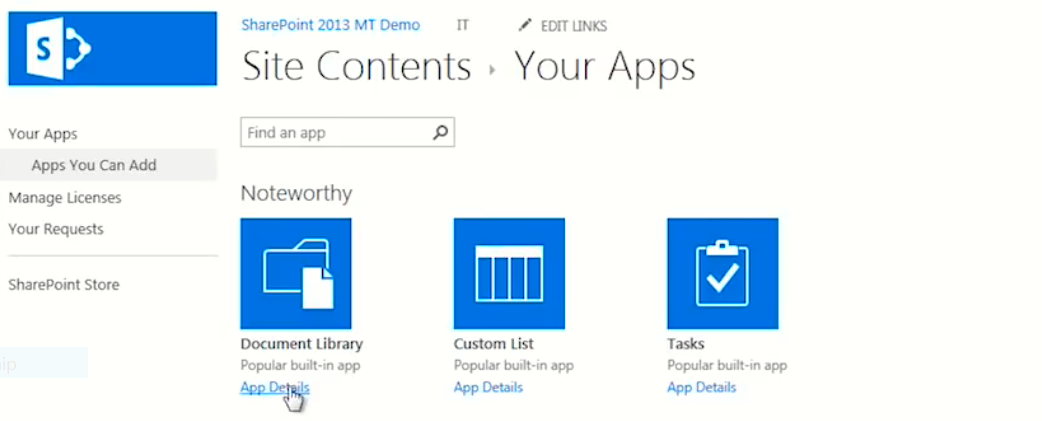 SharePoint 2013 MT Demo IT EDIT LINKS
Site Contents ▸ Your Apps
Find an app
Your Apps
Apps You Can Add
Manage Licenses
Your Requests
SharePoint Store
Noteworthy
Document Library Custom List Tasks
Popular built-in app Popular built-in app Popular built-in app
App Details App Details App Details